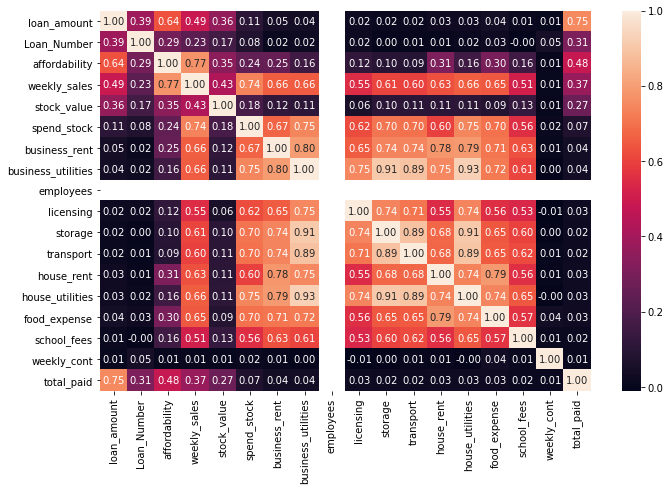 loan_amount 1.00 0.39 0.64 0.49 0.36 0.11 0.05 0.04 0.02 0.02 0.02 0.03 0.03 0.04 0.01 0.01 0.75
Loan_Number 0.39 1.00 0.29 0.23 0.17 0.08 0.02 0.02 0.02 0.00 0.01 0.01 0.02 0.03 -0.00 0.05 0.31
affordability 0.64 0.29 1.00 0.77 0.35 0.24 0.25 0.16 0.12 0.10 0.09 0.31 0.16 0.30 0.16 0.01 0.48
weekly_sales 0.49 0.23 0.77 1.00 0.43 0.74 0.66 0.66 0.55 0.61 0.60 0.63 0.66 0.65 0.51 0.01 0.37
stock_value 0.36 0.17 0.35 0.43 1.00 0.18 0.12 0.11 0.06 0.10 0.11 0.11 0.11 0.09 0.13 0.01 0.27
spend_stock 0.11 0.08 0.24 0.74 0.18 1.00 0.67 0.75 0.62 0.70 0.70 0.60 0.75 0.70 0.56 0.02 0.07
business_rent 0.05 0.02 0.25 0.66 0.12 0.67 1.00 0.80 0.65 0.74 0.74 0.78 0.79 0.71 0.63 0.01 0.04
business_utilities 0.04 0.02 0.16 0.66 0.11 0.75 0.80 1.00 0.75 0.91 0.89 0.75 0.93 0.72 0.61 0.00 0.04
employees
licensing 0.02 0.02 0.12 0.55 0.06 0.62 0.65 0.75 1.00 0.74 0.71 0.55 0.74 0.56 0.53 -0.01 0.03
storage 0.02 0.00 0.10 0.61 0.10 0.70 0.74 0.91 0.74 1.00 0.89 0.68 0.91 0.65 0.60 0.00 0.02
transport 0.02 0.01 0.09 0.60 0.11 0.70 0.74 0.89 0.71 0.89 1.00 0.68 0.89 0.65 0.62 0.01 0.02
house_rent 0.03 0.01 0.31 0.63 0.11 0.60 0.78 0.75 0.55 0.68 0.68 1.00 0.74 0.79 0.56 0.01 0.03
house_utilities 0.03 0.02 0.16 0.66 0.11 0.75 0.79 0.93 0.74 0.91 0.89 0.74 1.00 0.74 0.65 -0.00 0.03
food_expense 0.04 0.03 0.30 0.65 0.09 0.70 0.71 0.72 0.56 0.65 0.65 0.79 0.74 1.00 0.57 0.04 0.03
school_fees 0.01 -0.00 0.16 0.51 0.13 0.56 0.63 0.61 0.53 0.60 0.62 0.56 0.65 0.57 1.00 0.01 0.02
weekly_cont 0.01 0.05 0.01 0.01 0.01 0.02 0.01 0.00 -0.01 0.00 0.01 0.01 -0.00 0.04 0.01 1.00 0.01
total_paid 0.75 0.31 0.48 0.37 0.27 0.07 0.04 0.04 0.03 0.02 0.02 0.03 0.03 0.03 0.02 0.01 1.00
loan_amount
Loan_Number
affordability
weekly_sales
stock_value
spend_stock
business_rent
business_utilities
employees
licensing
storage
transport
house_rent
house_utilities
food_expense
school_fees
weekly_cont
total_paid
1.0
0.8
0.6
0.4
0.2
0.0